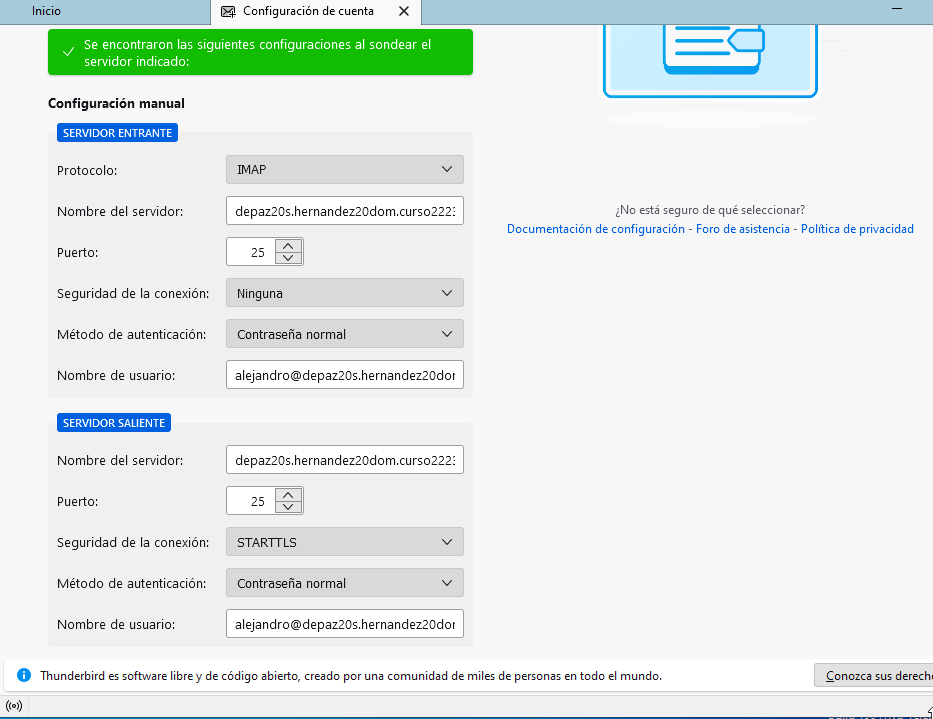 Inicio
Configuración de cuenta
Se encontraron las siguientes configuraciones al sondear el
servidor indicado:
Configuración manual
SERVIDOR ENTRANTE
Protocolo:
IMAP
Nombre del servidor:
depaz20s.hernandez20dom.curso2223
Puerto:
25
Seguridad de la conexión:
Ninguna
Método de autenticación:
Contraseña normal
Nombre de usuario:
alejandro@depaz20s.hernandez20dom
SERVIDOR SALIENTE
Nombre del servidor:
depaz20s.hernandez20dom.curso2223
Puerto:
25
Seguridad de la conexión:
STARTTLS
Método de autenticación:
Contraseña normal
Nombre de usuario:
alejandro@depaz20s.hernandez20dom
¿No está seguro de qué seleccionar?
Documentación de configuración - Foro de asistencia - Política de privacidad
Thunderbird es software libre y de código abierto, creado por una comunidad de miles de personas en todo el mundo.
Conozca sus derecho